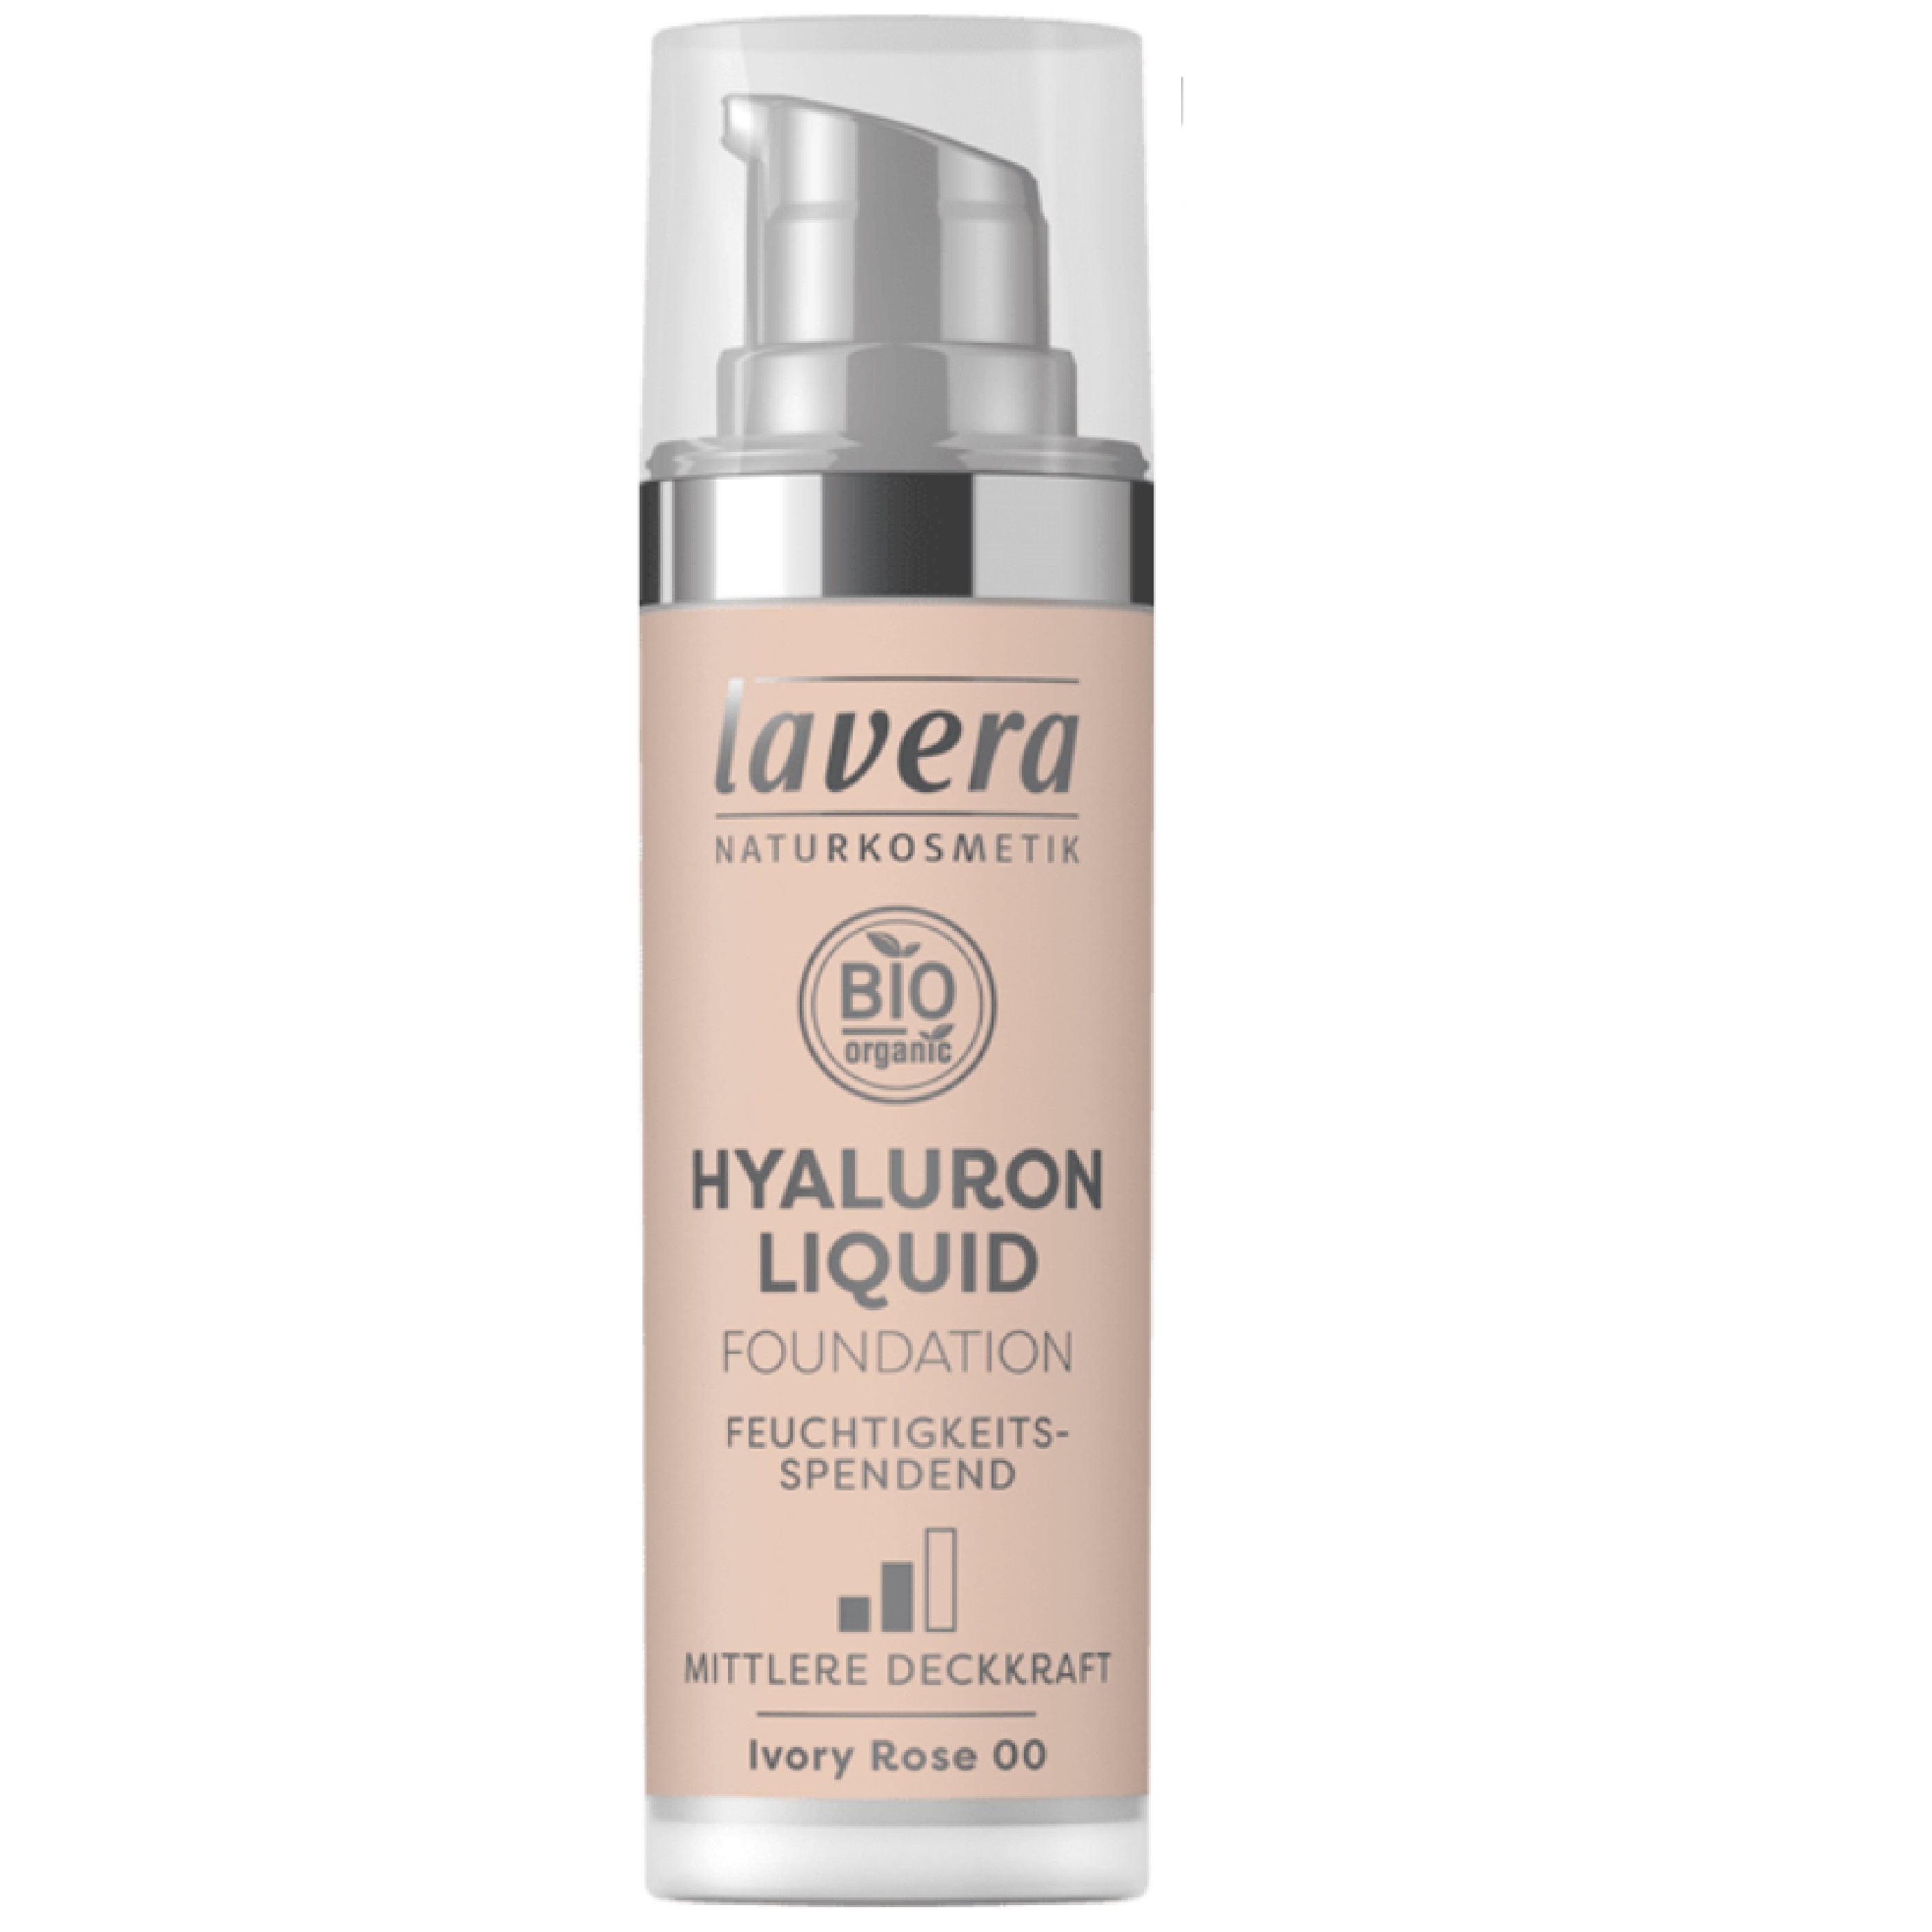 lavera
NATURKOSMETIK
BIO
organic
HYALURON
LIQUID
FOUNDATION
FEUCHTIGKEITS-
SPENDEND
MITTLERE DECKKRAFT
Ivory Rose 00